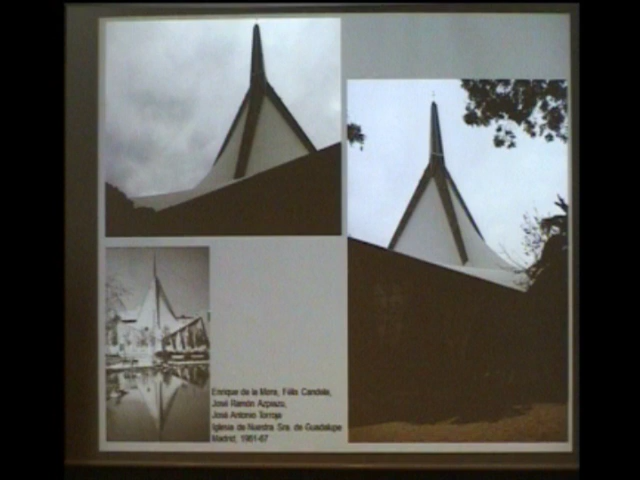 Enrique de la Mora, Félix Candela,
José Ramón Azpiazu,
José Antonio Torroja
Iglesia de Nuestra Sra. de Guadalupe
Madrid, 1961-67